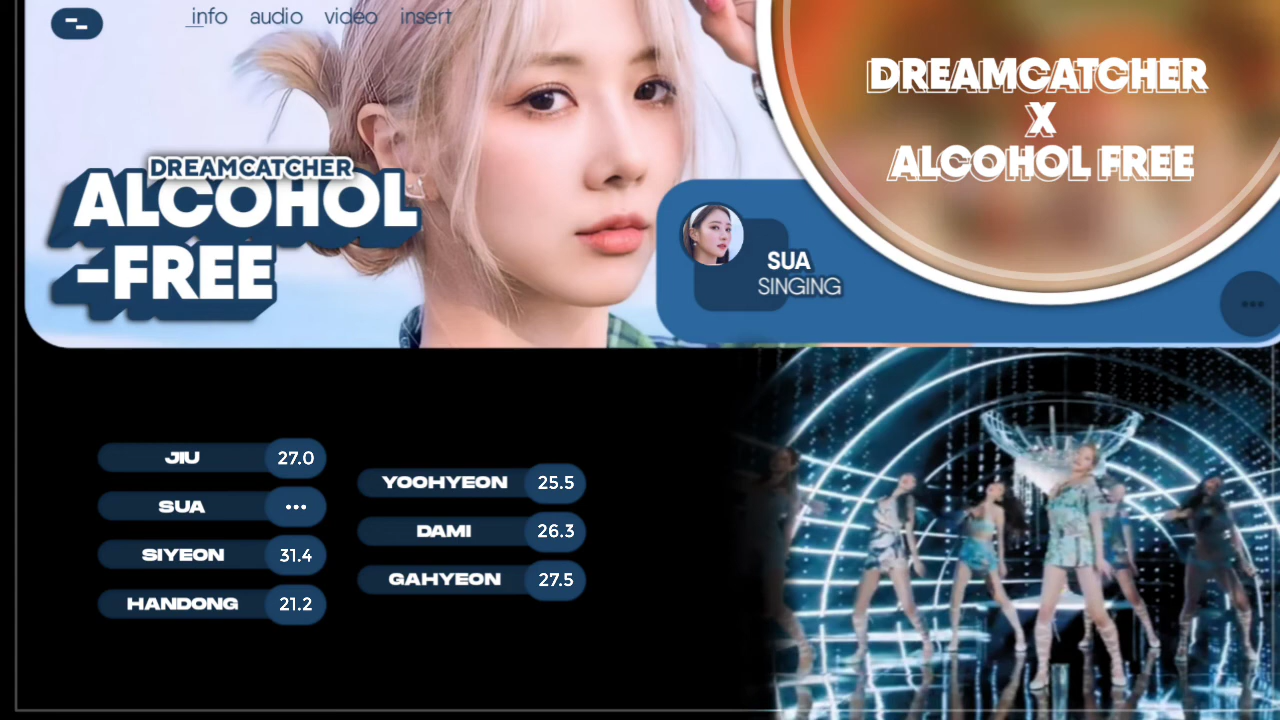 info audio video insert
DREAMCATCHER
ALCOHOL
-FREE
DREAMCATCHER
X
ALCOHOL FREE
SUA
SINGING
JIU 27.0
SUA ...
SIYEON 31.4
HANDONG 21.2
YOOHYEON 25.5
DAMI 26.3
GAHYEON 27.5